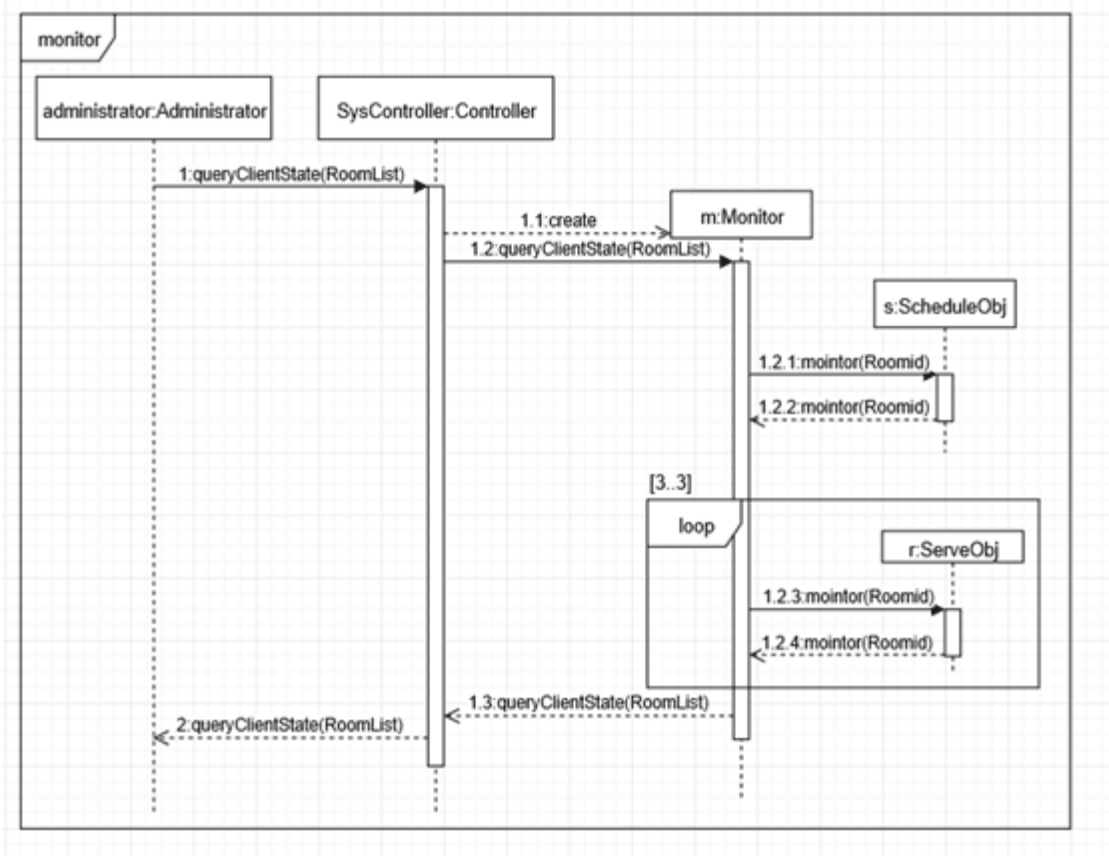 monitor
administrator:Administrator
SysController:Controller
1:queryClientState(RoomList)
m:Monitor
1.1:create
1.2:queryClientState(RoomList)
s:ScheduleObj
1.2.1:mointor(Roomid)
1.2.2:mointor(Roomid)
[3..3]
loop
r:ServeObj
1.2.3:mointor(Roomid)
1.2.4:mointor(Roomid)
1.3:queryClientState(RoomList)
2:queryClientState(RoomList)